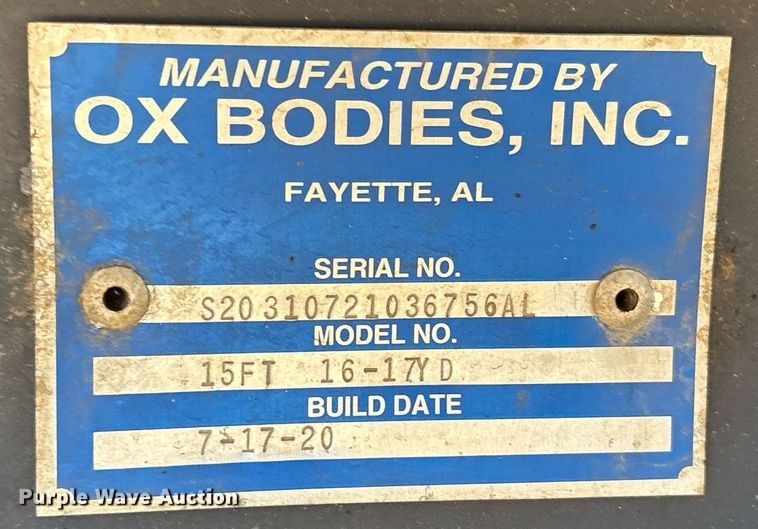 MANUFACTURED BY
OX BODIES, INC.
FAYETTE, AL
SERIAL NO.
S20310721036756AL
MODEL NO.
15FT 16-17YD
BUILD DATE
7-17-20
Purple Wave Auction